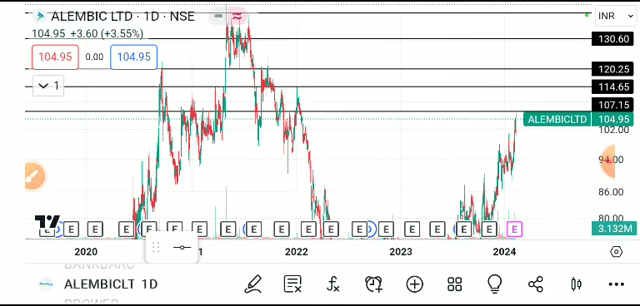 ALEMBIC LTD · 1D · NSE
INR
104.95 +3.60 (+3.55%)
130.60
104.95 0.00 104.95
120.25
1
114.65
107.15
ALEMBICLTD 104.95
102.00
94.00
86.00
80.00
E E E E E E E E E E E E E E E E E E
3.132M
2020 2022 2023 2024
ALEMBICLT 1D